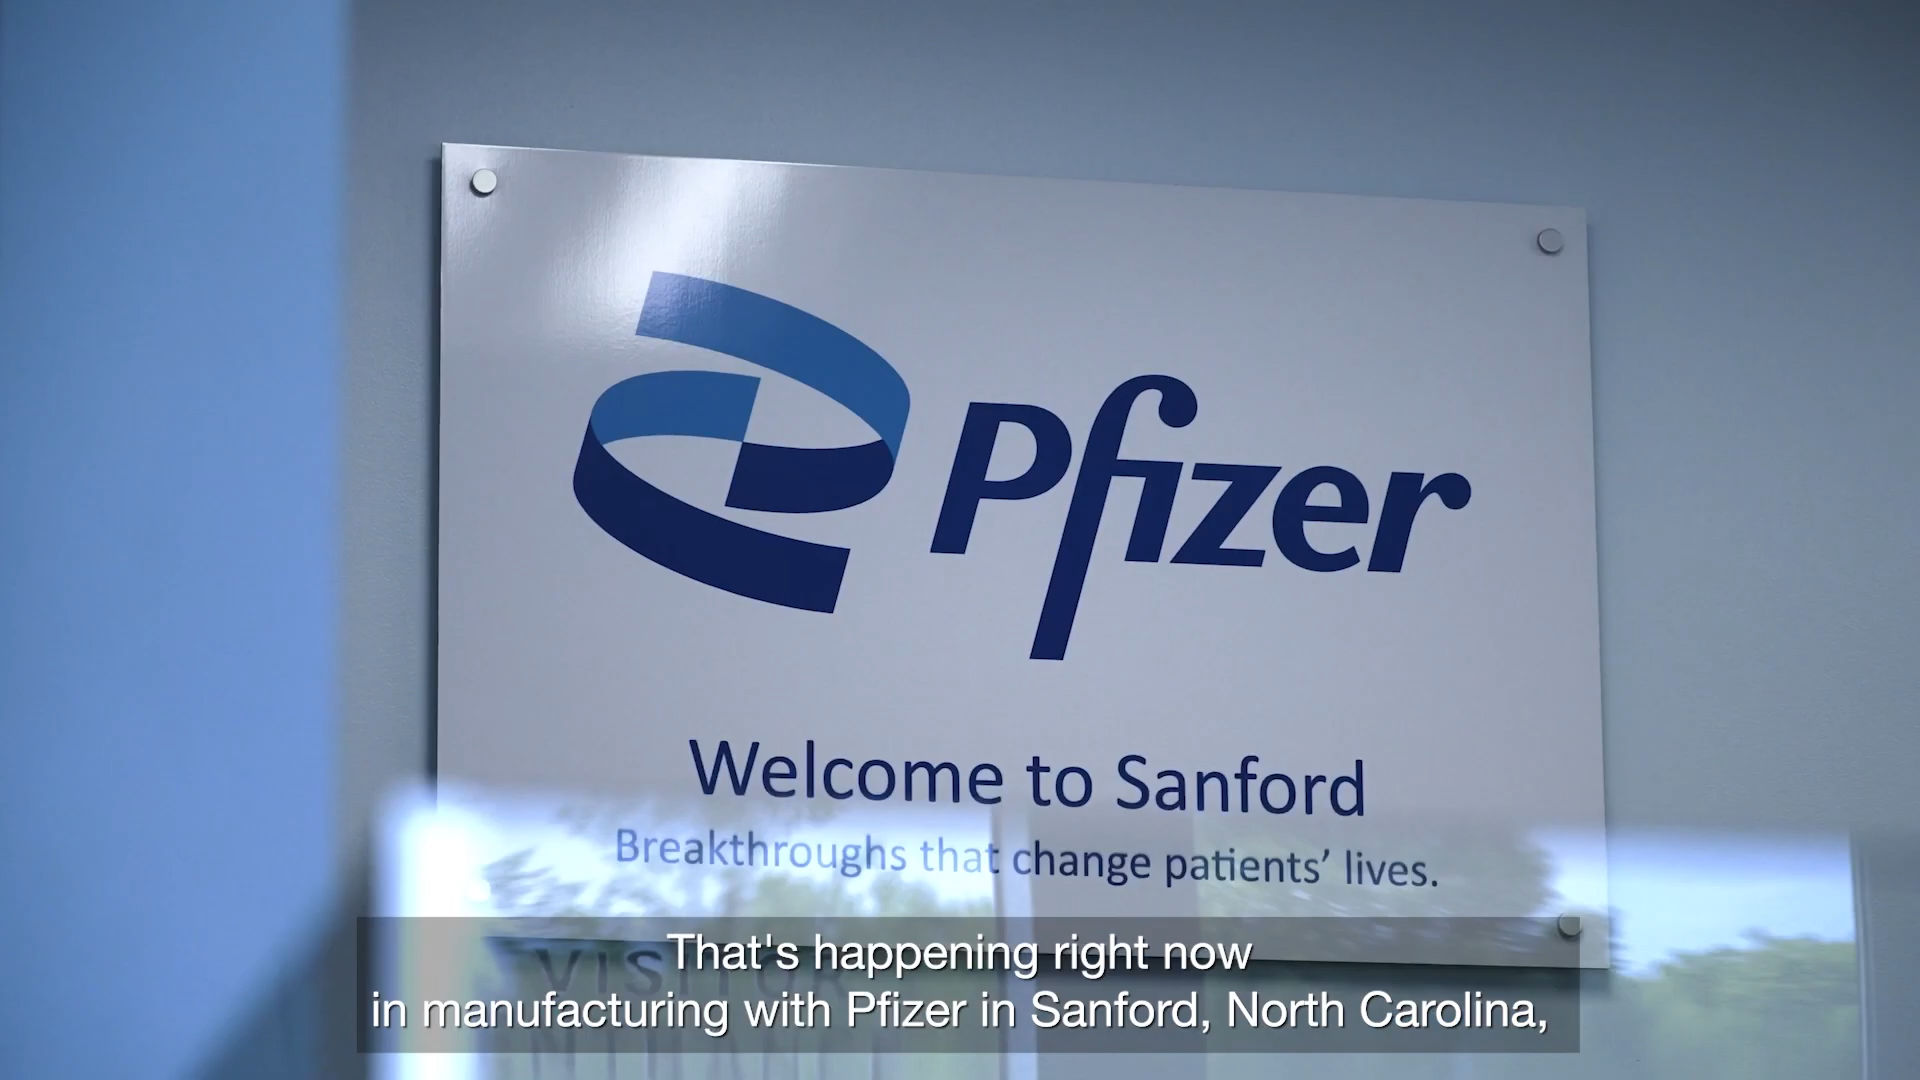 Pfizer
Welcome to Sanford
Breakthroughs that change patients’ lives.
That's happening right now
in manufacturing with Pfizer in Sanford, North Carolina,